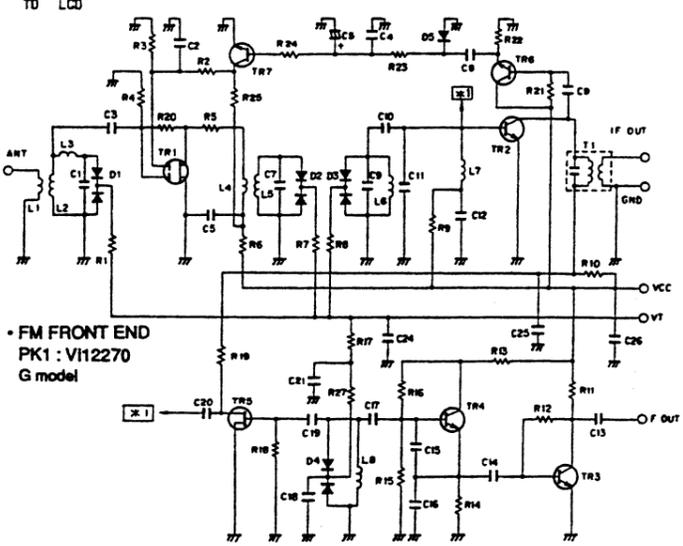 TD LCD
R3
C2
R2
TR7
R24
C6
+
C4
R23
D5
C8
R22
TR6
R4
R25
R21
C9
C3
R20
R5
TR1
C10
*1
TR2
IF OUT
T1
ANT
L3
C1
D1
L4
C7
L5
D2
D3
C9
L6
C11
L7
GND
L1
L2
C5
C12
R1
R6
R7
R8
R9
R10
VCC
VT
• FM FRONT END
PK1 : VI12270
G model
R17
C24
C25
C26
R19
C21
R27
R16
R13
R11
C20
TR5
C17
TR4
R12
F OUT
*1
C19
C13
R18
D4
L8
C15
C14
R15
TR3
C18
C16
R14